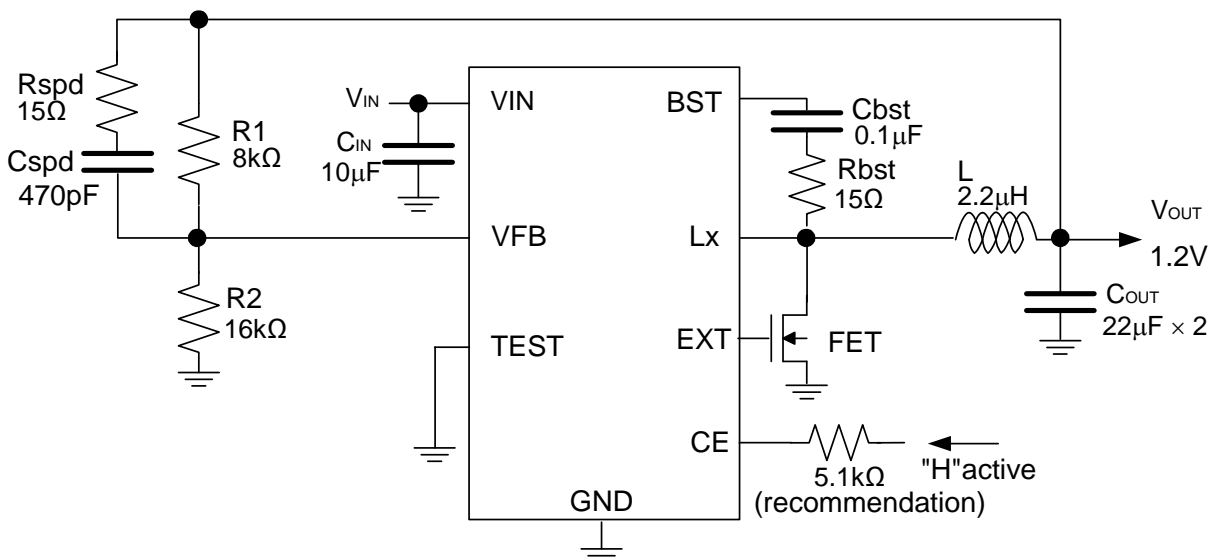 Rspd
15Ω
Cspd
470pF
R1
8kΩ
R2
16kΩ
VIN
CIN
10µF
VIN
VFB
TEST
GND
BST
Lx
EXT
CE
Cbst
0.1µF
Rbst
15Ω
FET
5.1kΩ
(recommendation)
"H"active
L
2.2µH
VOUT
1.2V
COUT
22µF × 2